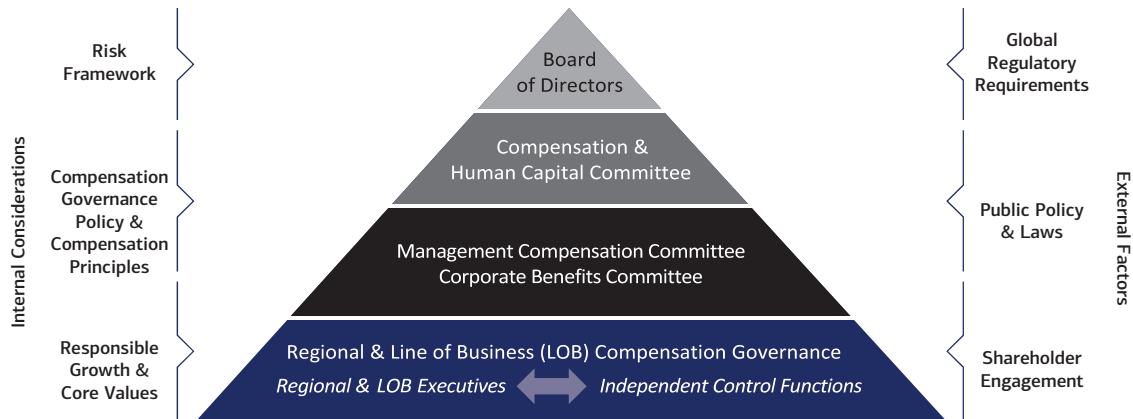 Internal Considerations
Risk
Framework
Compensation
Governance
Policy &
Compensation
Principles
Responsible
Growth &
Core Values
Board
of Directors
Compensation &
Human Capital Committee
Management Compensation Committee
Corporate Benefits Committee
Regional & Line of Business (LOB) Compensation Governance
Regional & LOB Executives Independent Control Functions
Global
Regulatory
Requirements
Public Policy
& Laws
Shareholder
Engagement
External Factors